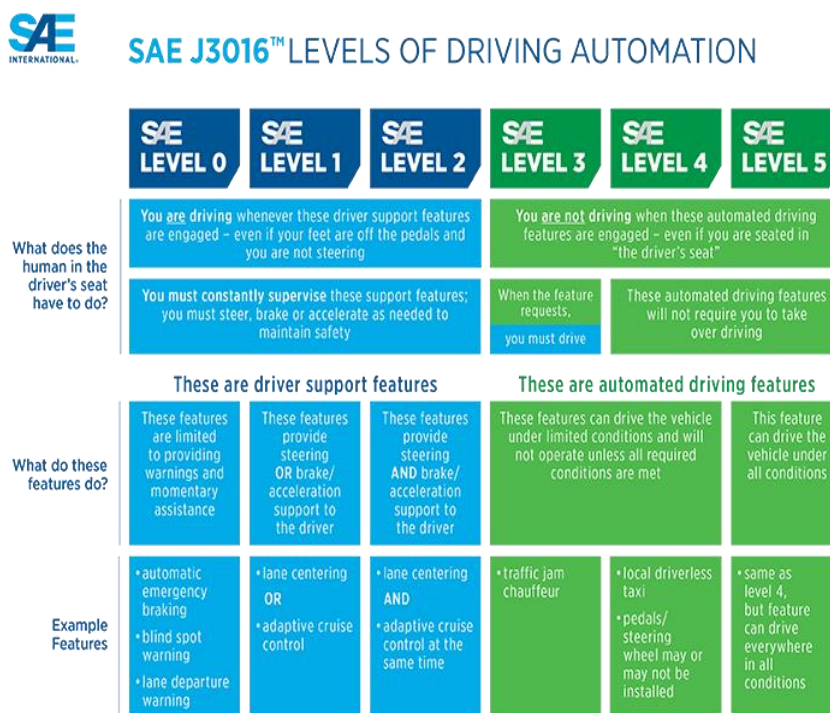 SAE
INTERNATIONAL®
SAE J3016™ LEVELS OF DRIVING AUTOMATION
SAE
LEVEL 0
SAE
LEVEL 1
SAE
LEVEL 2
SAE
LEVEL 3
SAE
LEVEL 4
SAE
LEVEL 5
What does the
human in the
driver's seat
have to do?
You are driving whenever these driver support features
are engaged – even if your feet are off the pedals and
you are not steering
You are not driving when these automated driving
features are engaged – even if you are seated in
"the driver's seat"
You must constantly supervise these support features;
you must steer, brake or accelerate as needed to
maintain safety
When the feature
requests,
you must drive
These automated driving features
will not require you to take
over driving
These are driver support features
These are automated driving features
What do these
features do?
These features
are limited
to providing
warnings and
momentary
assistance
These features
provide
steering
OR brake/
acceleration
support to
the driver
These features
provide
steering
AND brake/
acceleration
support to
the driver
These features can drive the vehicle
under limited conditions and will
not operate unless all required
conditions are met
This feature
can drive the
vehicle under
all conditions
Example
Features
• automatic
emergency
braking
• blind spot
warning
• lane departure
warning
• lane centering
OR
• adaptive cruise
control
• lane centering
AND
• adaptive cruise
control at the
same time
• traffic jam
chauffeur
• local driverless
taxi
• pedals/
steering
wheel may or
may not be
installed
• same as
level 4,
but feature
can drive
everywhere
in all
conditions